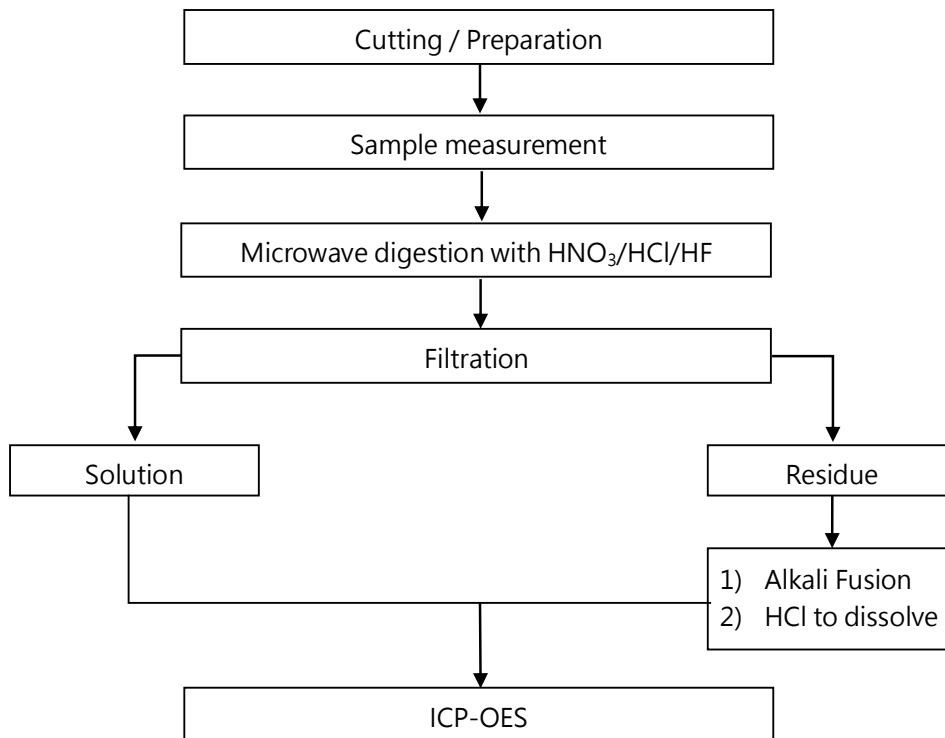 Cutting / Preparation
Sample measurement
Microwave digestion with HNO₃/HCl/HF
Filtration
Solution
Residue
1) Alkali Fusion
2) HCl to dissolve
ICP-OES